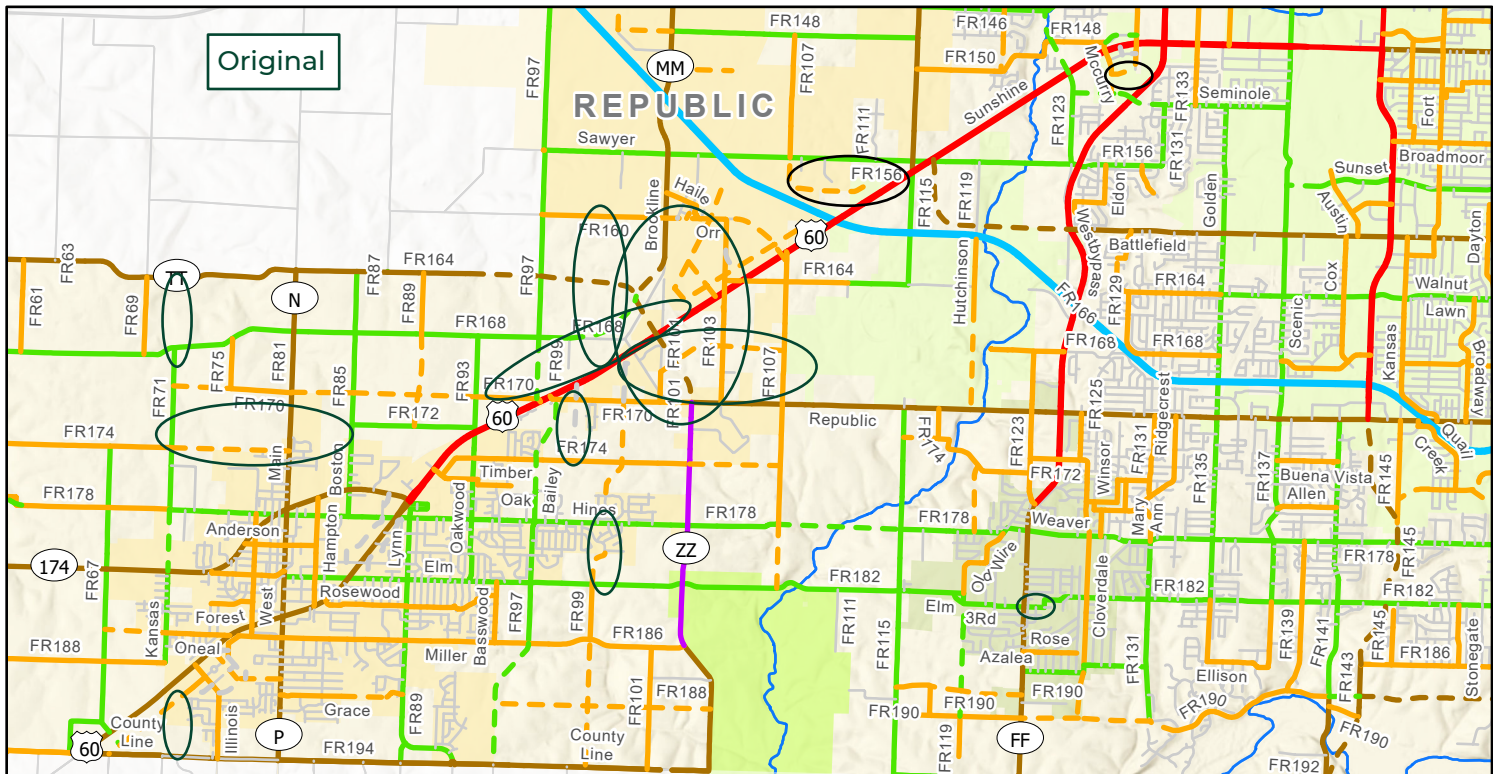 Original
REPUBLIC
MM
FR148
FR146
FR148
FR150
FR97
FR107
FR111
Sunshine
Mccurry
FR123
FR133
Seminole
Fort
Sawyer
FR156
FR156
FR131
Broadmoor
Sunset
Haile
Brookline
Orr
FR160
60
FR115
FR119
Eldon
Golden
Austin
Dayton
Westbypass
Battlefield
Cox
FR63
FR61
FR69
TT
N
FR87
FR164
FR89
FR97
FR164
Hutchinson
FR166
FR129
FR164
Scenic
Walnut
Lawn
FR168
FR168
FR103
FR107
FR168
FR168
Kansas
Broadway
FR75
FR81
FR71
FR85
FR93
FR99
FR170
FR101
FR170
FR172
60
FR170
Republic
FR125
Ridgecrest
FR174
Main
Boston
FR174
FR174
FR123
FR172
Winsor
FR131
FR135
FR137
Buena Vista
Allen
FR145
Quail
Creek
Timber
Oak
Bailey
Oakwood
Hines
FR178
FR178
FR178
Weaver
Mary
Ann
FR178
FR145
Anderson
Hampton
Lynn
Elm
ZZ
Old Wire
174
FR67
Rosewood
FR182
FR182
FR182
Forest
West
Basswood
FR97
FR99
FR111
FR115
Elm
3Rd
Cloverdale
Rose
Azalea
FR131
FR139
FR141
FR143
FR145
FR186
Stonegate
FR188
Kansas
Oneal
Miller
FR186
FR101
FR188
FR190
FR190
FR190
Ellison
FR190
FR190
County
Line
Illinois
Grace
FR89
60
P
FR194
County
Line
FR119
FF
FR192